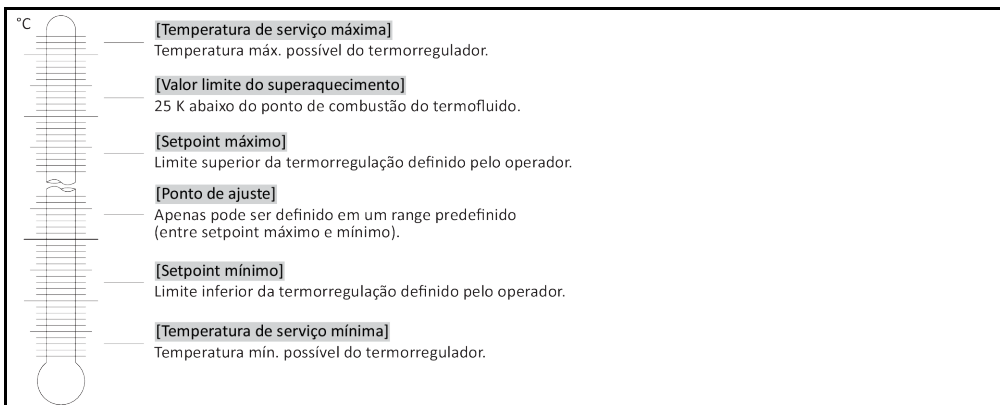 °C
[Temperatura de serviço máxima]
Temperatura máx. possível do termorregulador.
[Valor limite do superaquecimento]
25 K abaixo do ponto de combustão do termofluido.
[Setpoint máximo]
Limite superior da termorregulação definido pelo operador.
[Ponto de ajuste]
Apenas pode ser definido em um range predefinido
(entre setpoint máximo e mínimo).
[Setpoint mínimo]
Limite inferior da termorregulação definido pelo operador.
[Temperatura de serviço mínima]
Temperatura mín. possível do termorregulador.